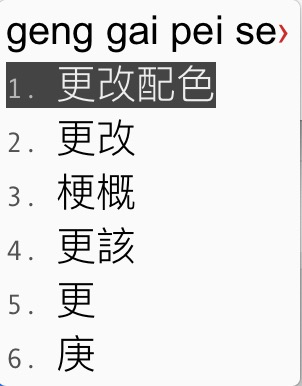 geng gai pei se›
1. 更改配色
2. 更改
3. 梗概
4. 更該
5. 更
6. 庚